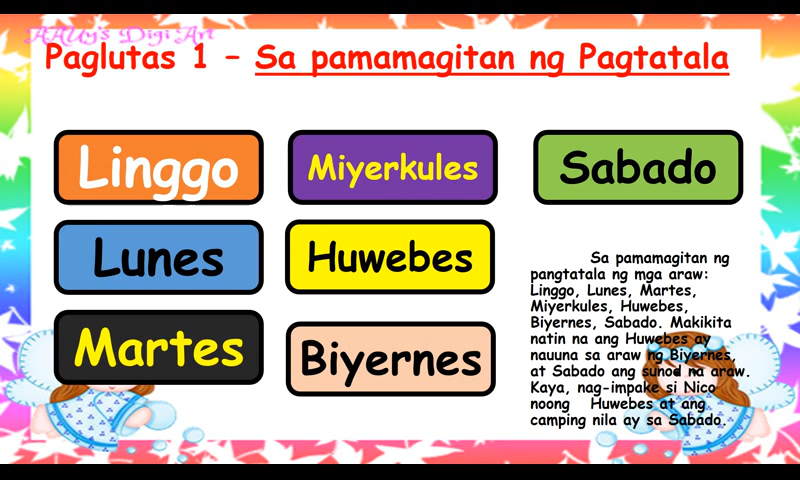 AAUy's Digi Art
Paglutas 1 – Sa pamamagitan ng Pagtatala
Linggo
Miyerkules
Sabado
Lunes
Huwebes
Martes
Biyernes
Sa pamamagitan ng
pangtatala ng mga araw:
Linggo, Lunes, Martes,
Miyerkules, Huwebes,
Biyernes, Sabado. Makikita
natin na ang Huwebes ay
nauuna sa araw ng Biyernes,
at Sabado ang sunod na araw.
Kaya, nag-impake si Nico
noong Huwebes at ang
camping nila ay sa Sabado.